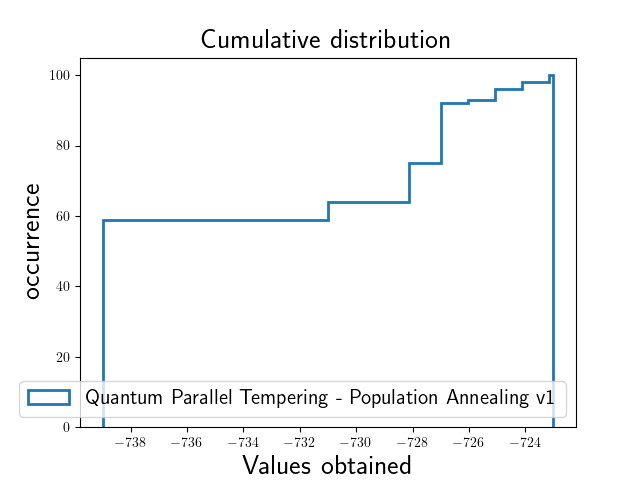 Cumulative distribution
occurrence
100
80
60
40
20
0
Quantum Parallel Tempering - Population Annealing v1
−738 −736 −734 −732 −730 −728 −726 −724
Values obtained